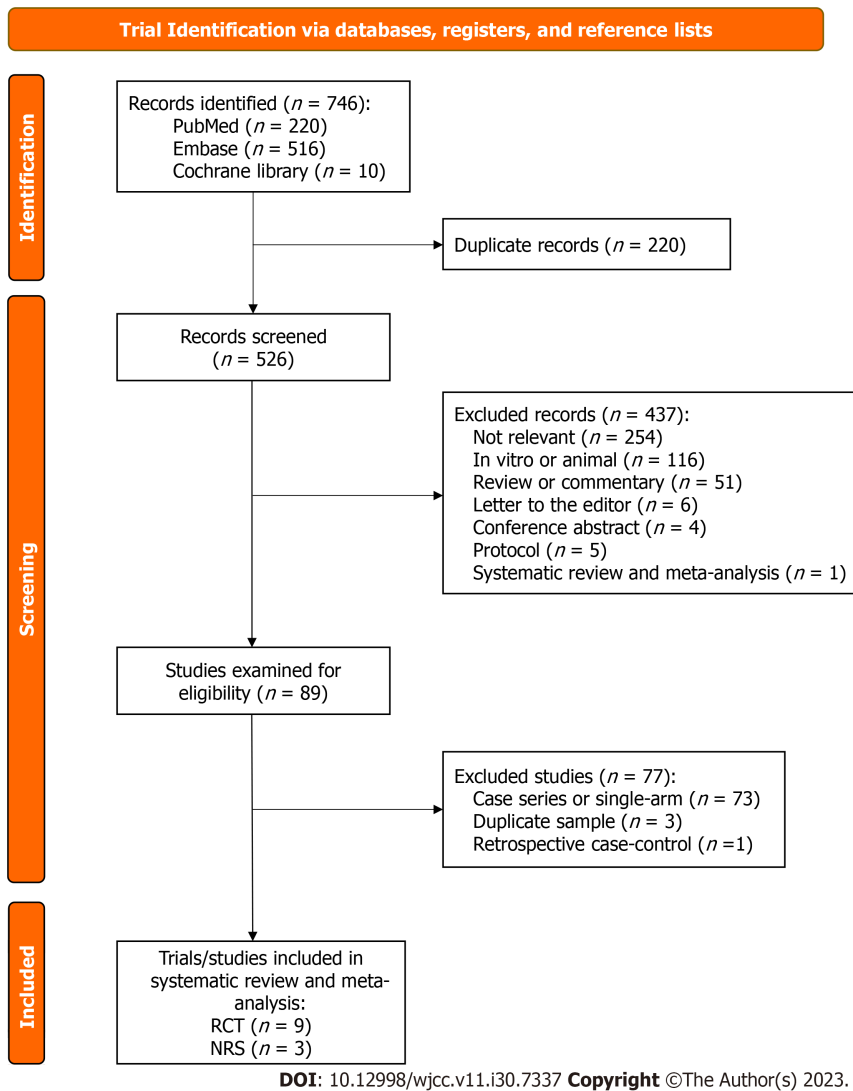 Trial Identification via databases, registers, and reference lists
Identification
Records identified (n = 746):
PubMed (n = 220)
Embase (n = 516)
Cochrane library (n = 10)
Duplicate records (n = 220)
Screening
Records screened
(n = 526)
Excluded records (n = 437):
Not relevant (n = 254)
In vitro or animal (n = 116)
Review or commentary (n = 51)
Letter to the editor (n = 6)
Conference abstract (n = 4)
Protocol (n = 5)
Systematic review and meta-analysis (n = 1)
Studies examined for
eligibility (n = 89)
Excluded studies (n = 77):
Case series or single-arm (n = 73)
Duplicate sample (n = 3)
Retrospective case-control (n =1)
Included
Trials/studies included in
systematic review and meta-
analysis:
RCT (n = 9)
NRS (n = 3)
DOI: 10.12998/wjcc.v11.i30.7337 Copyright ©The Author(s) 2023.